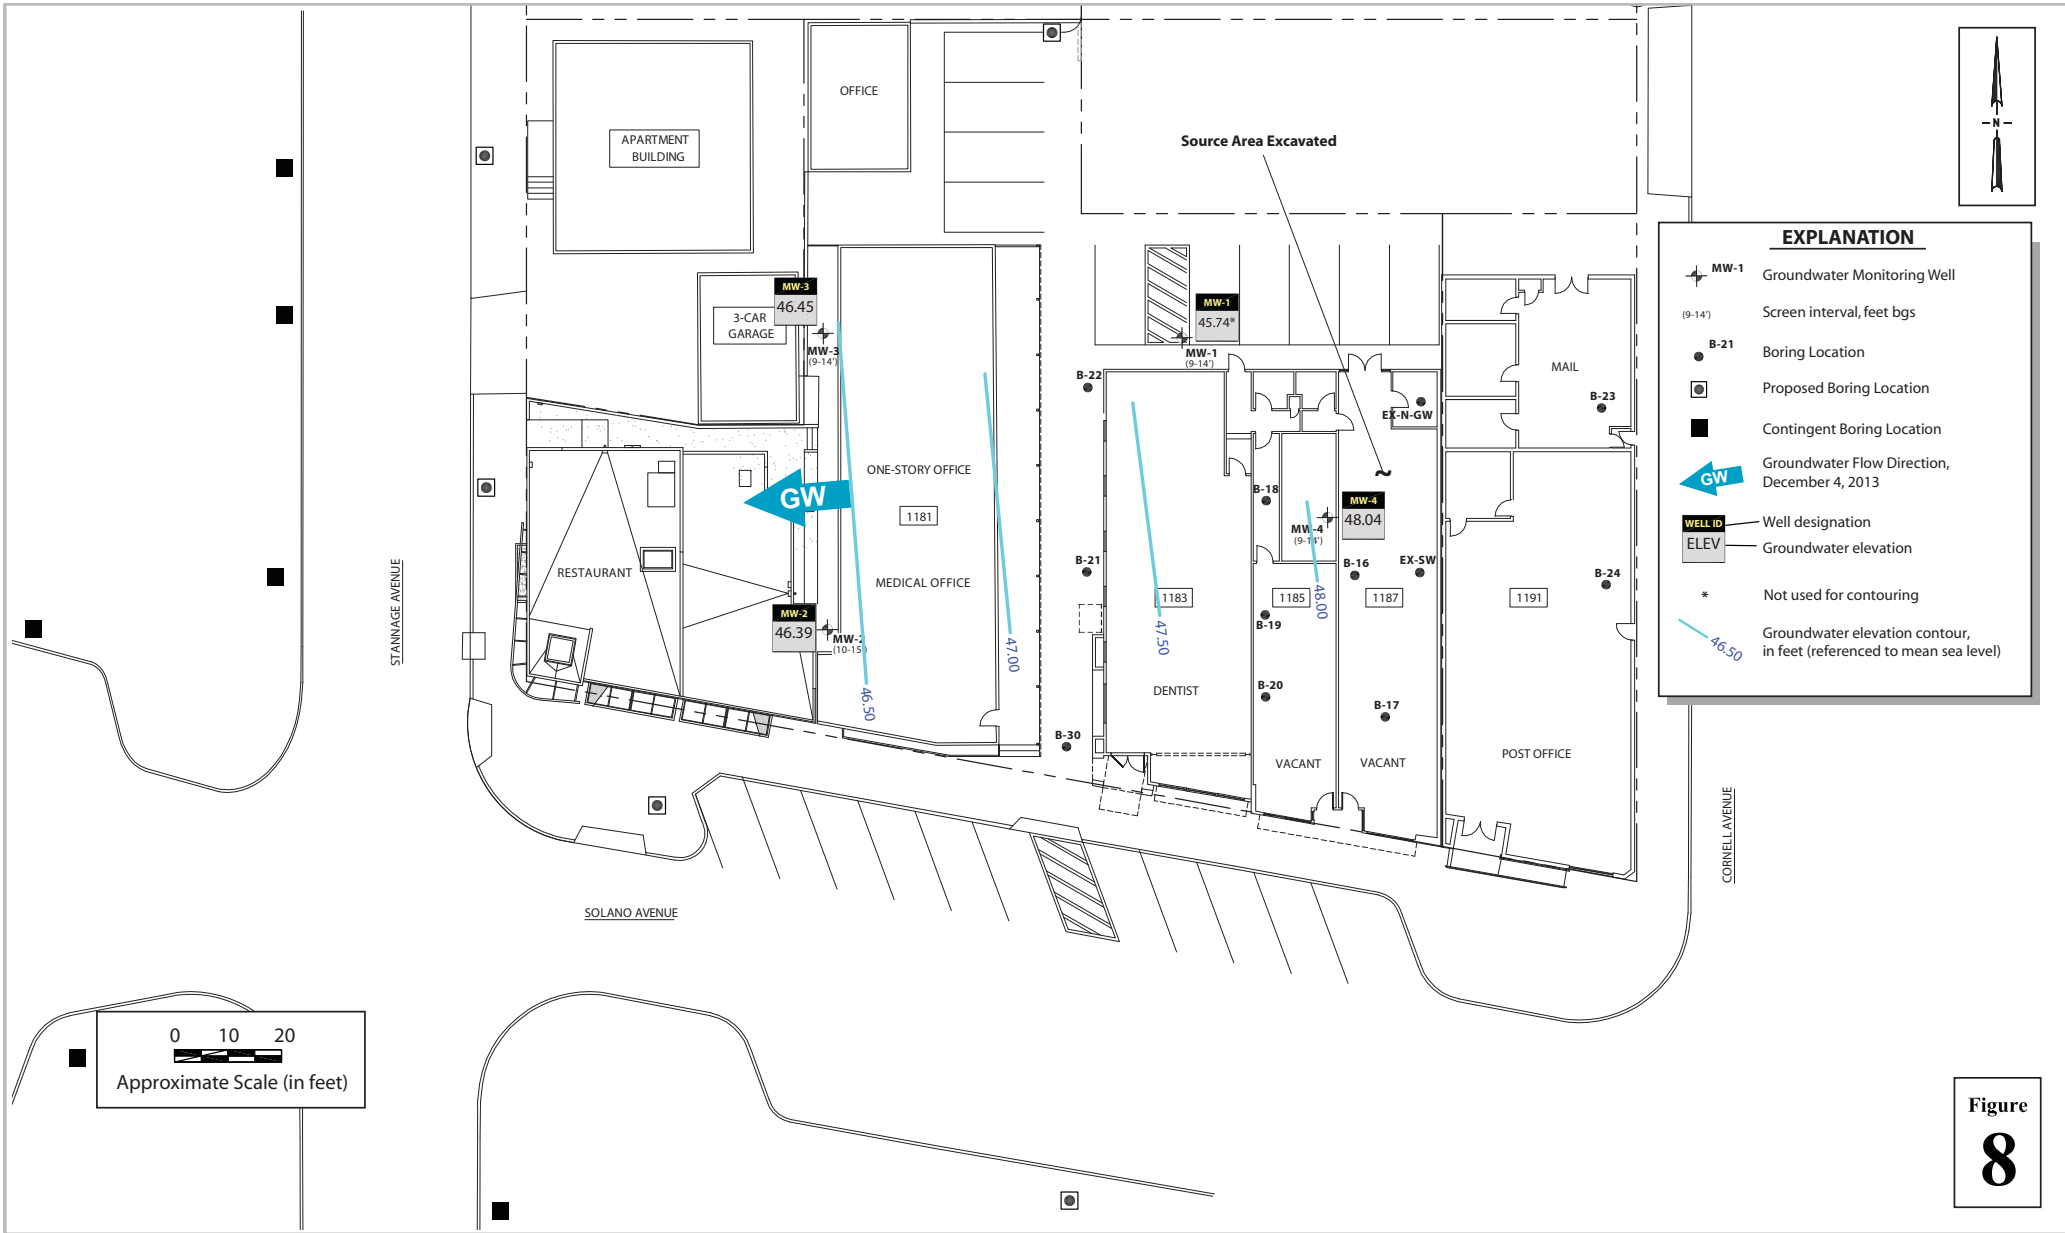 OFFICE
APARTMENT
BUILDING
Source Area Excavated
N
EXPLANATION
MW-1
Groundwater Monitoring Well
(9-14')
Screen interval, feet bgs
B-21
Boring Location
Proposed Boring Location
Contingent Boring Location
GW
Groundwater Flow Direction,
December 4, 2013
WELL ID
Well designation
ELEV
Groundwater elevation
*
Not used for contouring
46.50
Groundwater elevation contour,
in feet (referenced to mean sea level)
MW-3
46.45
3-CAR
GARAGE
MW-3
(9-14')
MW-1
45.74*
MW-1
(9-14')
MAIL
B-22
EX-N-GW
B-23
ONE-STORY OFFICE
1181
GW
B-18
MW-4
48.04
MW-4
(9-14')
RESTAURANT
MEDICAL OFFICE
B-21
B-16
EX-SW
B-24
1183
1185
1187
1191
48.00
B-19
MW-2
46.39
MW-2
(10-15')
47.00
47.50
46.50
DENTIST
B-20
B-17
B-30
VACANT
VACANT
POST OFFICE
STANNAGE AVENUE
CORNELL AVENUE
SOLANO AVENUE
0 10 20
Approximate Scale (in feet)
Figure
8